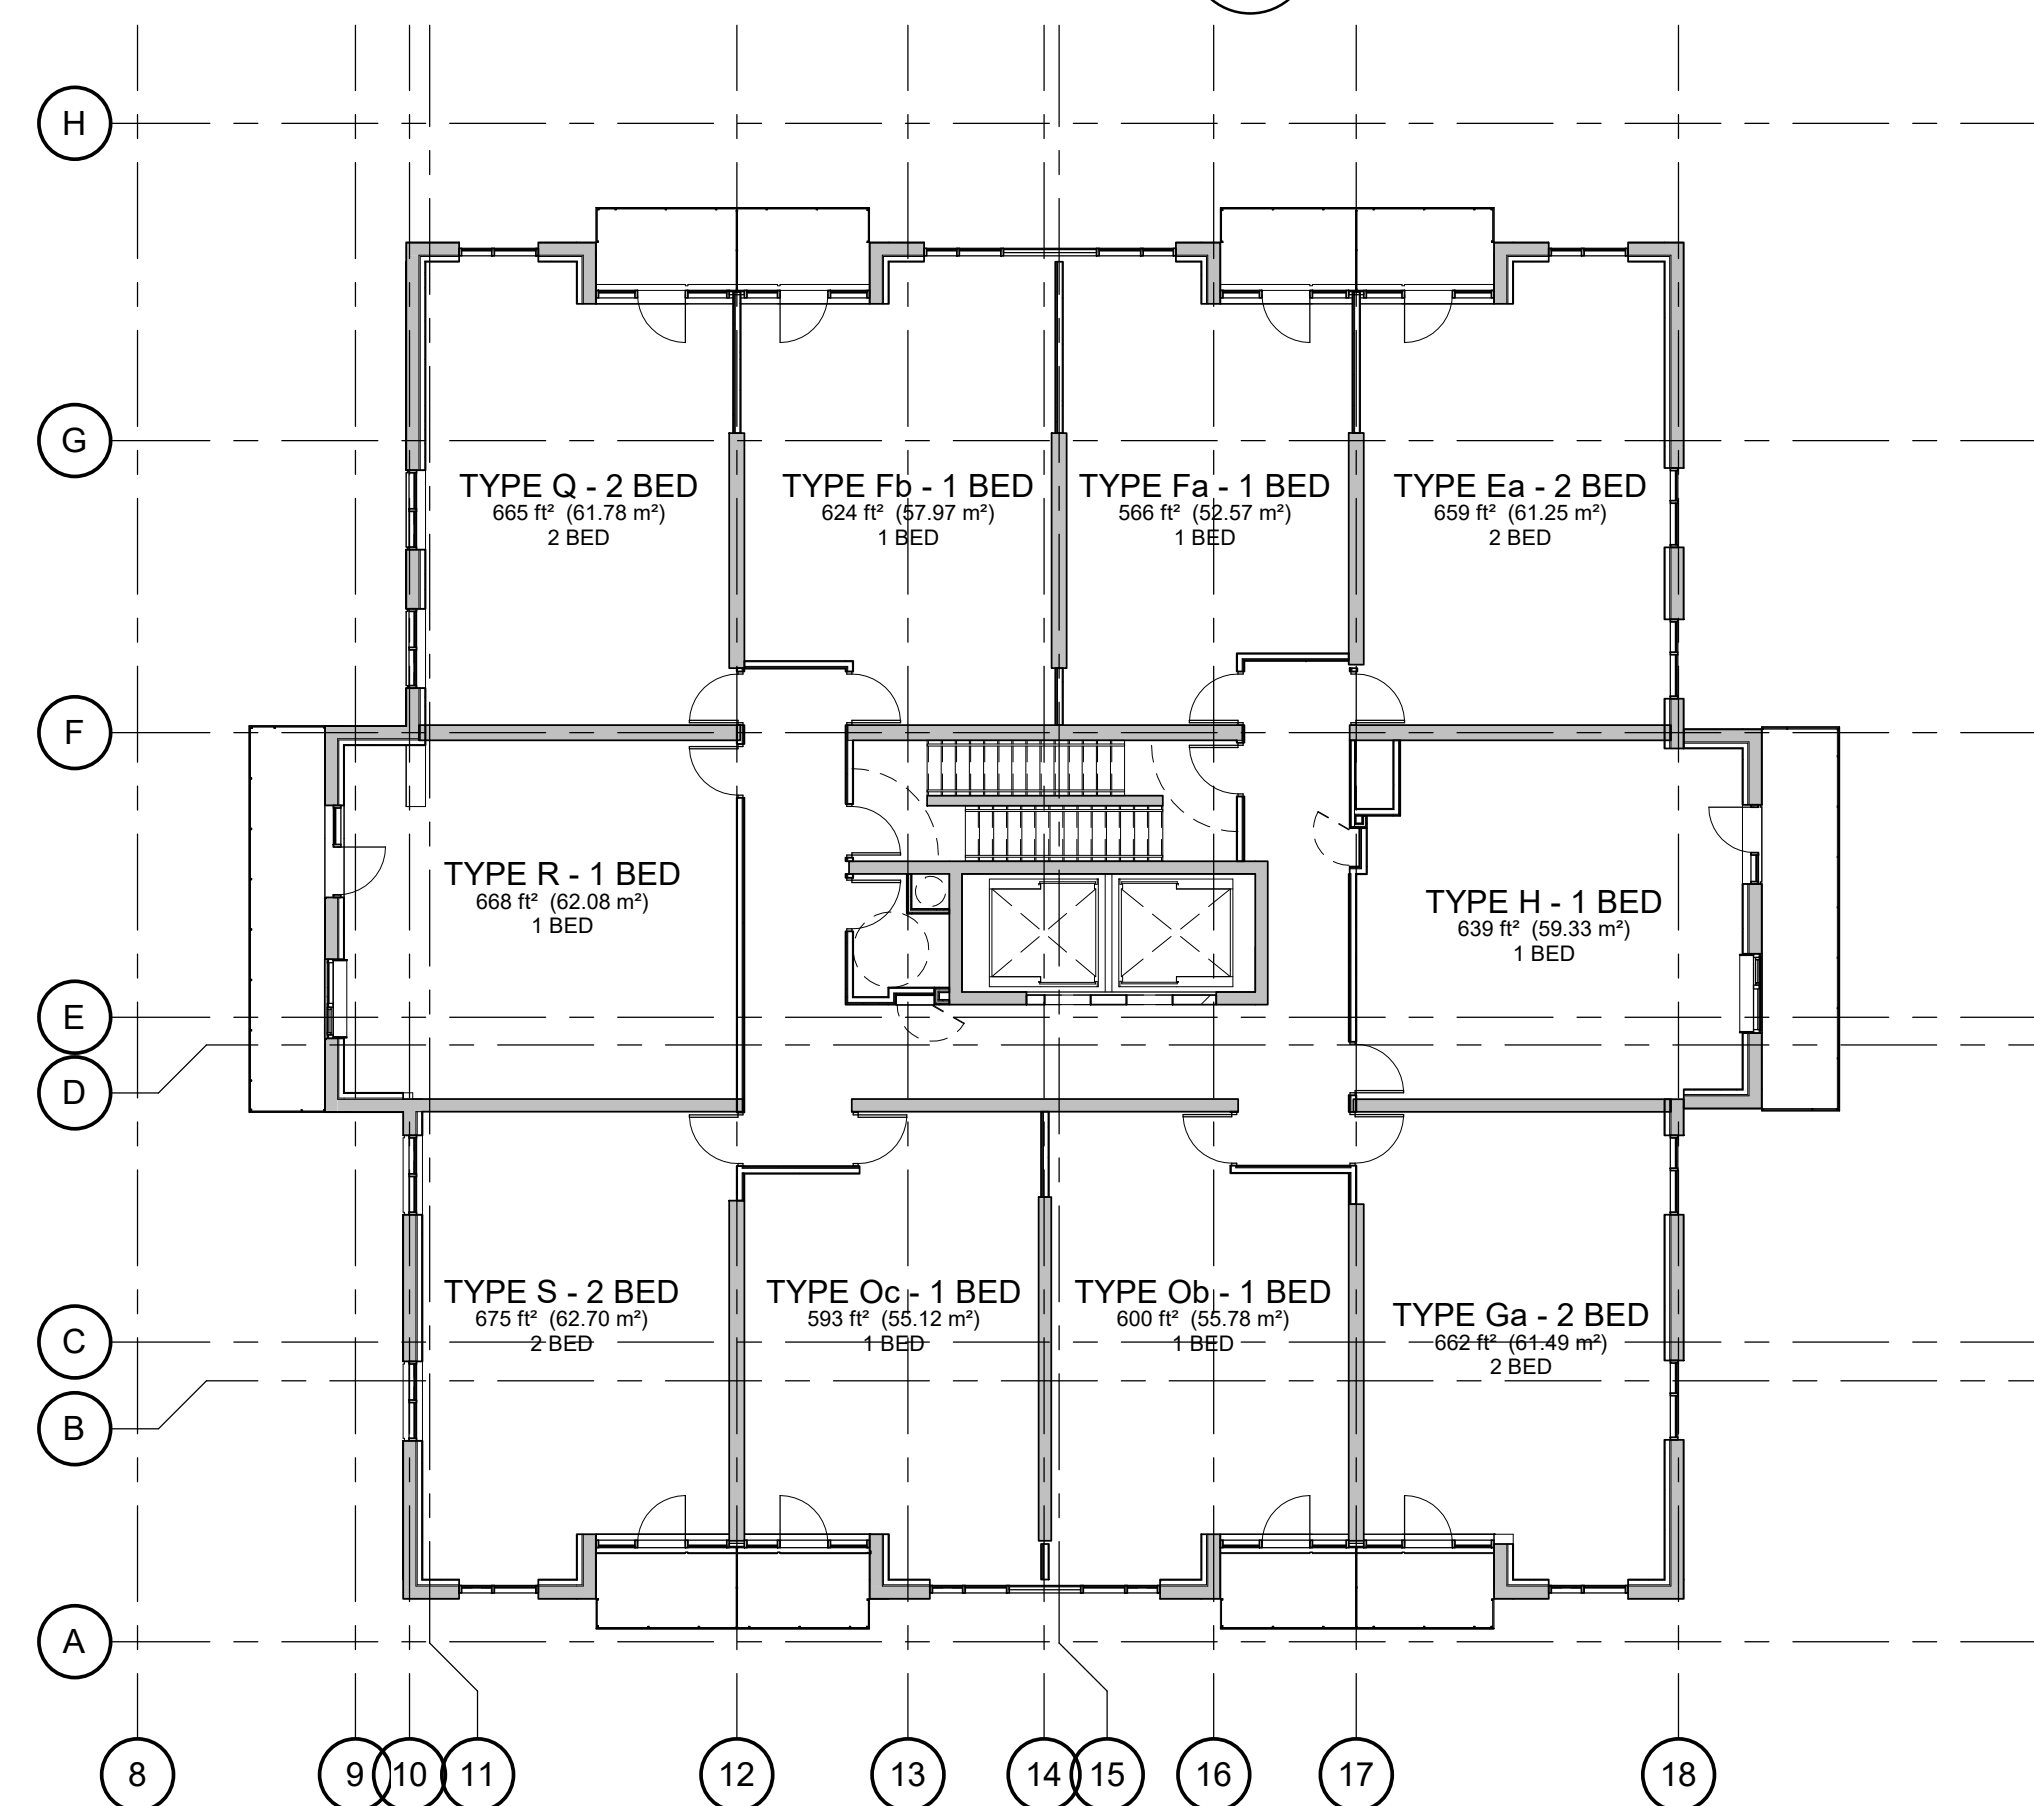 H
G
TYPE Q - 2 BED
665 ft² (61.78 m²)
2 BED
TYPE Fb - 1 BED
624 ft² (57.97 m²)
1 BED
TYPE Fa - 1 BED
566 ft² (52.57 m²)
1 BED
TYPE Ea - 2 BED
659 ft² (61.25 m²)
2 BED
F
TYPE R - 1 BED
668 ft² (62.08 m²)
1 BED
TYPE H - 1 BED
639 ft² (59.33 m²)
1 BED
E
D
TYPE S - 2 BED
675 ft² (62.70 m²)
2 BED
TYPE Oc - 1 BED
593 ft² (55.12 m²)
1 BED
TYPE Ob - 1 BED
600 ft² (55.78 m²)
1 BED
TYPE Ga - 2 BED
662 ft² (61.49 m²)
2 BED
C
B
A
8 9 10 11 12 13 14 15 16 17 18